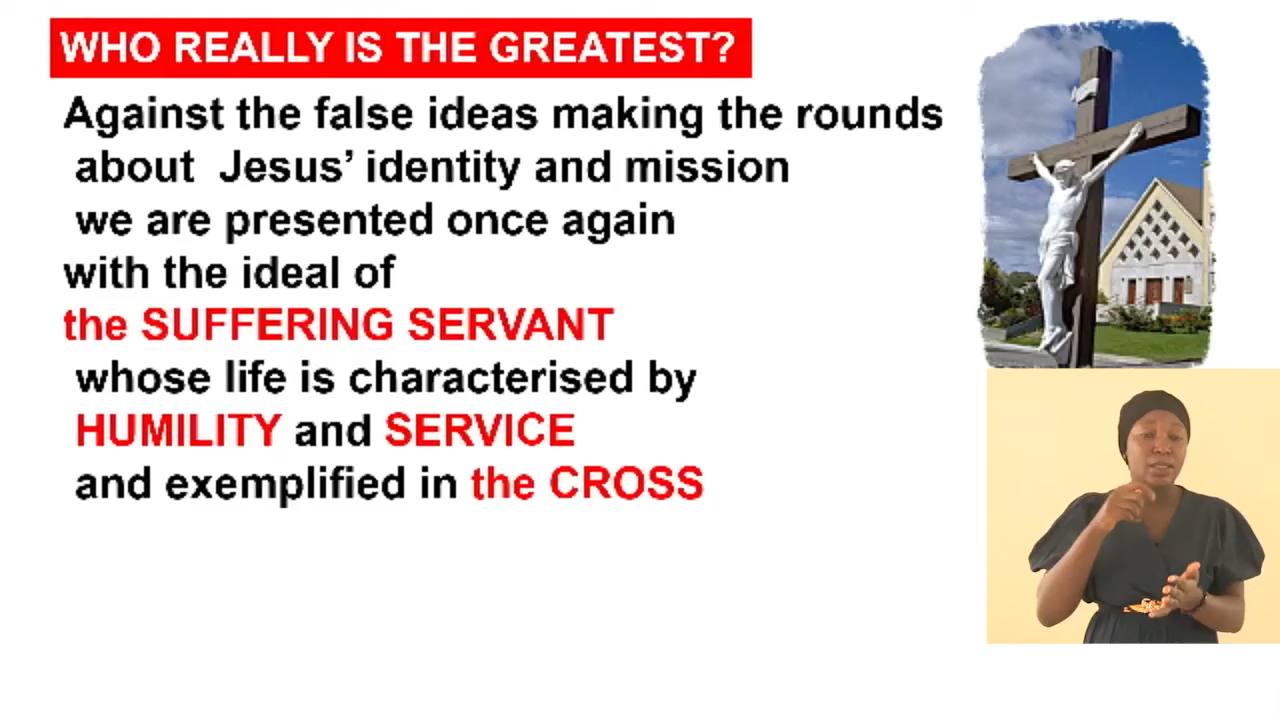 WHO REALLY IS THE GREATEST?
Against the false ideas making the rounds
about Jesus’ identity and mission
we are presented once again
with the ideal of
the SUFFERING SERVANT
whose life is characterised by
HUMILITY and SERVICE
and exemplified in the CROSS